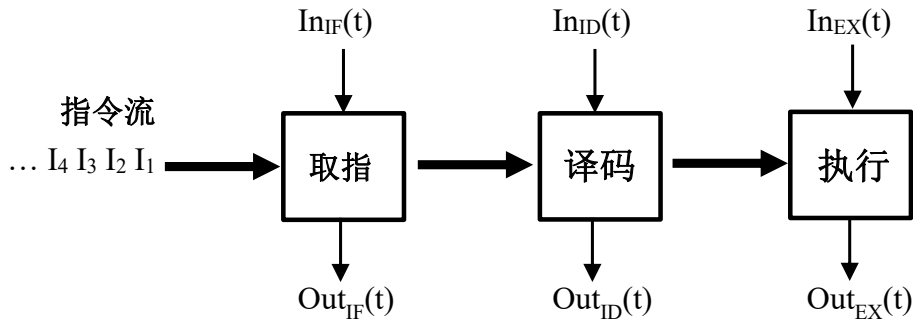 In_IF(t) In_ID(t) In_EX(t)
指令流
… I₄ I₃ I₂ I₁
取指 译码 执行
Out_IF(t) Out_ID(t) Out_EX(t)